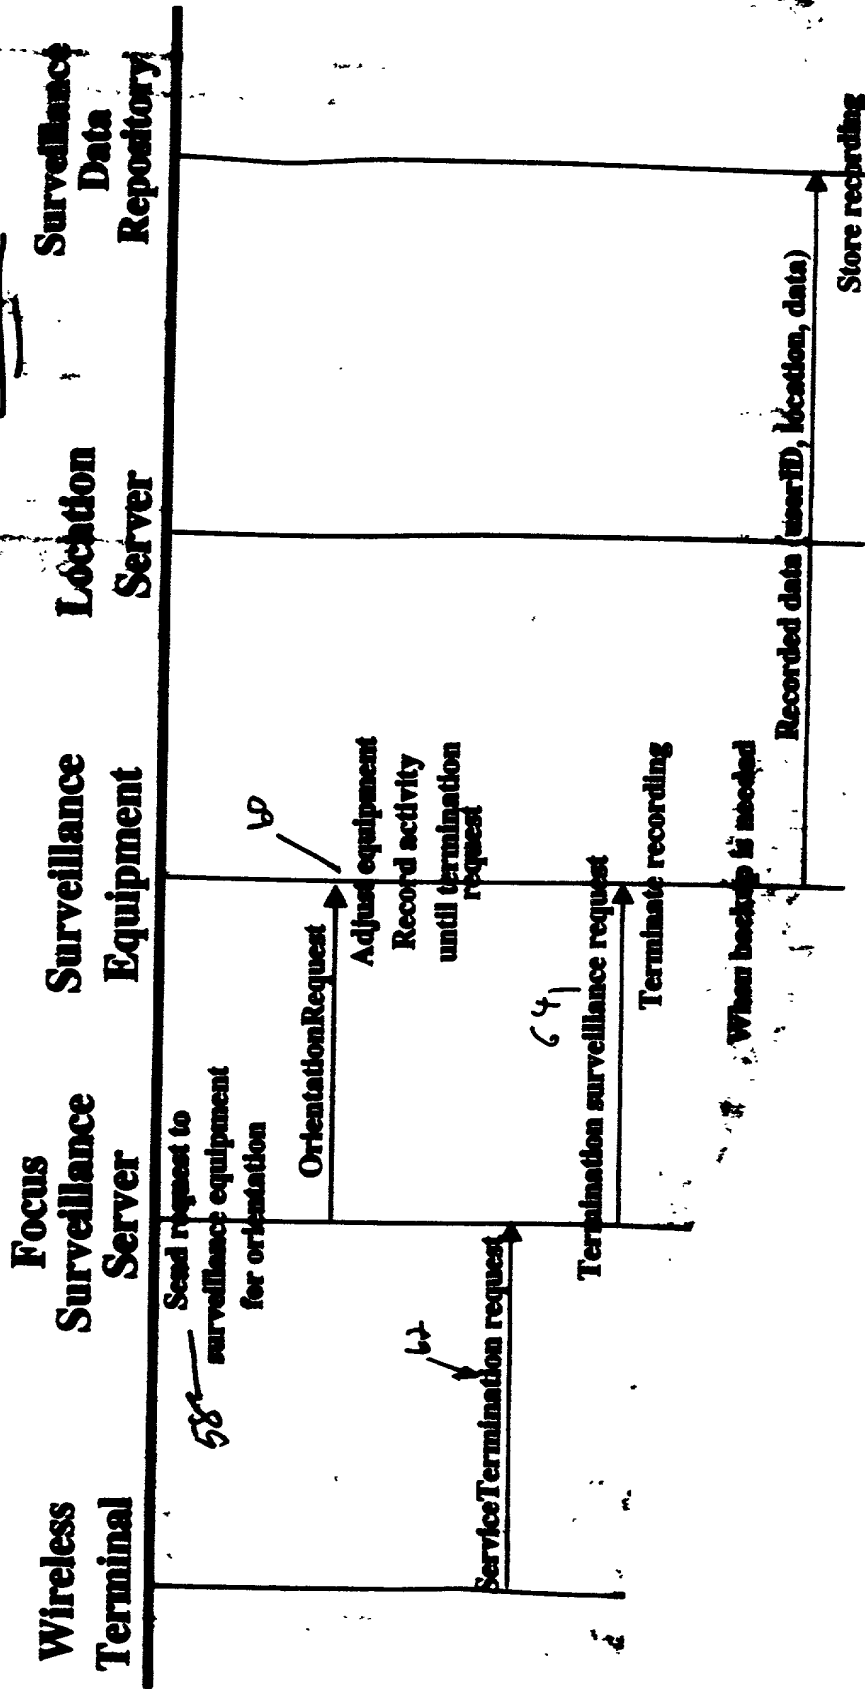 Wireless
Terminal
Focus
Surveillance
Server
Surveillance
Equipment
Location
Server
Surveillance
Data
Repository
Send request to
surveillance equipment
for orientation
58
OrientationRequest
60
Adjust equipment
Record activity
until termination
request
62
ServiceTermination request
64
Termination surveillance request
Terminate recording
When backup is needed
Recorded data (userID, location, data)
Store recording